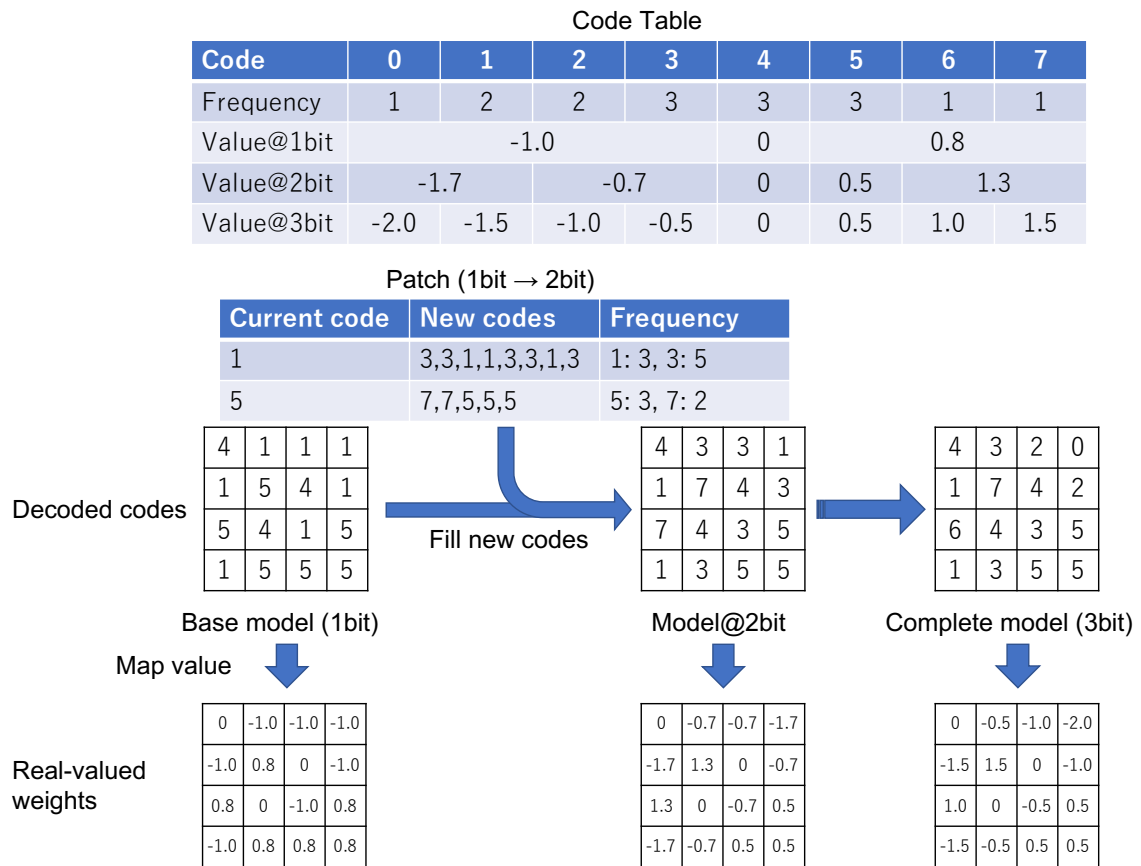 Code Table
Code 0 1 2 3 4 5 6 7
Frequency 1 2 2 3 3 3 1 1
Value@1bit -1.0 0 0.8
Value@2bit -1.7 -0.7 0 0.5 1.3
Value@3bit -2.0 -1.5 -1.0 -0.5 0 0.5 1.0 1.5
Patch (1bit → 2bit)
Current code New codes Frequency
1 3,3,1,1,3,3,1,3 1: 3, 3: 5
5 7,7,5,5,5 5: 3, 7: 2
4 1 1 1 4 3 3 1 4 3 2 0
1 5 4 1 1 7 4 3 1 7 4 2
Decoded codes
5 4 1 5 7 4 3 5 6 4 3 5
Fill new codes
1 5 5 5 1 3 5 5 1 3 5 5
Base model (1bit) Model@2bit Complete model (3bit)
Map value
0 -1.0 -1.0 -1.0 0 -0.7 -0.7 -1.7 0 -0.5 -1.0 -2.0
-1.0 0.8 0 -1.0 -1.7 1.3 0 -0.7 -1.5 1.5 0 -1.0
Real-valued
weights
0.8 0 -1.0 0.8 1.3 0 -0.7 0.5 1.0 0 -0.5 0.5
-1.0 0.8 0.8 0.8 -1.7 -0.7 0.5 0.5 -1.5 -0.5 0.5 0.5